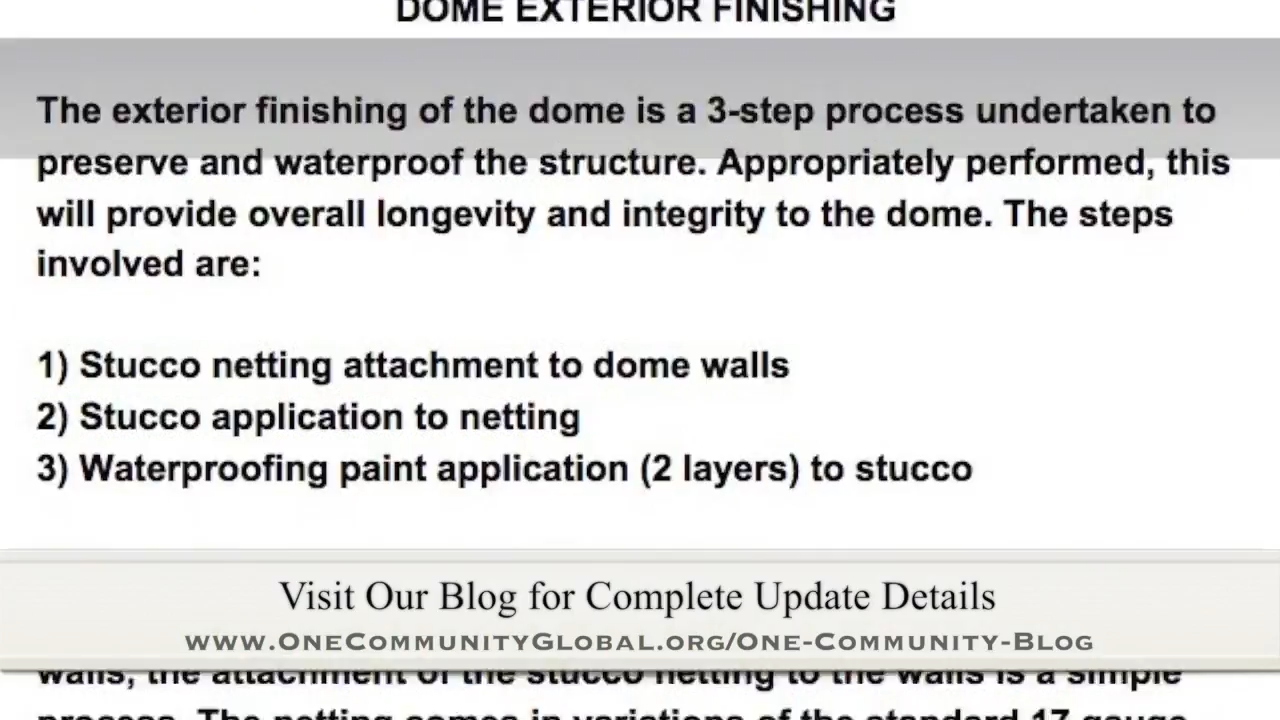 DOME EXTERIOR FINISHING
The exterior finishing of the dome is a 3-step process undertaken to
preserve and waterproof the structure. Appropriately performed, this
will provide overall longevity and integrity to the dome. The steps
involved are:
1) Stucco netting attachment to dome walls
2) Stucco application to netting
3) Waterproofing paint application (2 layers) to stucco
Visit Our Blog for Complete Update Details
www.OneCommunityGlobal.org/One-Community-Blog
walls, the attachment of the stucco netting to the walls is a simple
process. The netting comes in variations of the standard 17 gauge